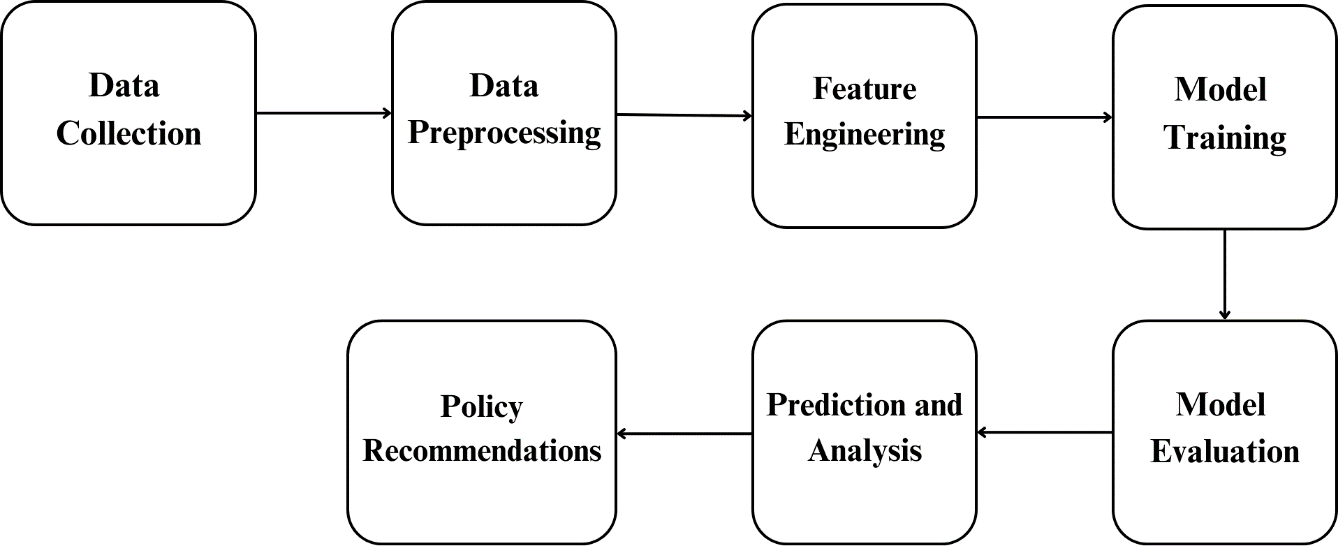 Data
Collection
Data
Preprocessing
Feature
Engineering
Model
Training
Model
Evaluation
Prediction and
Analysis
Policy
Recommendations